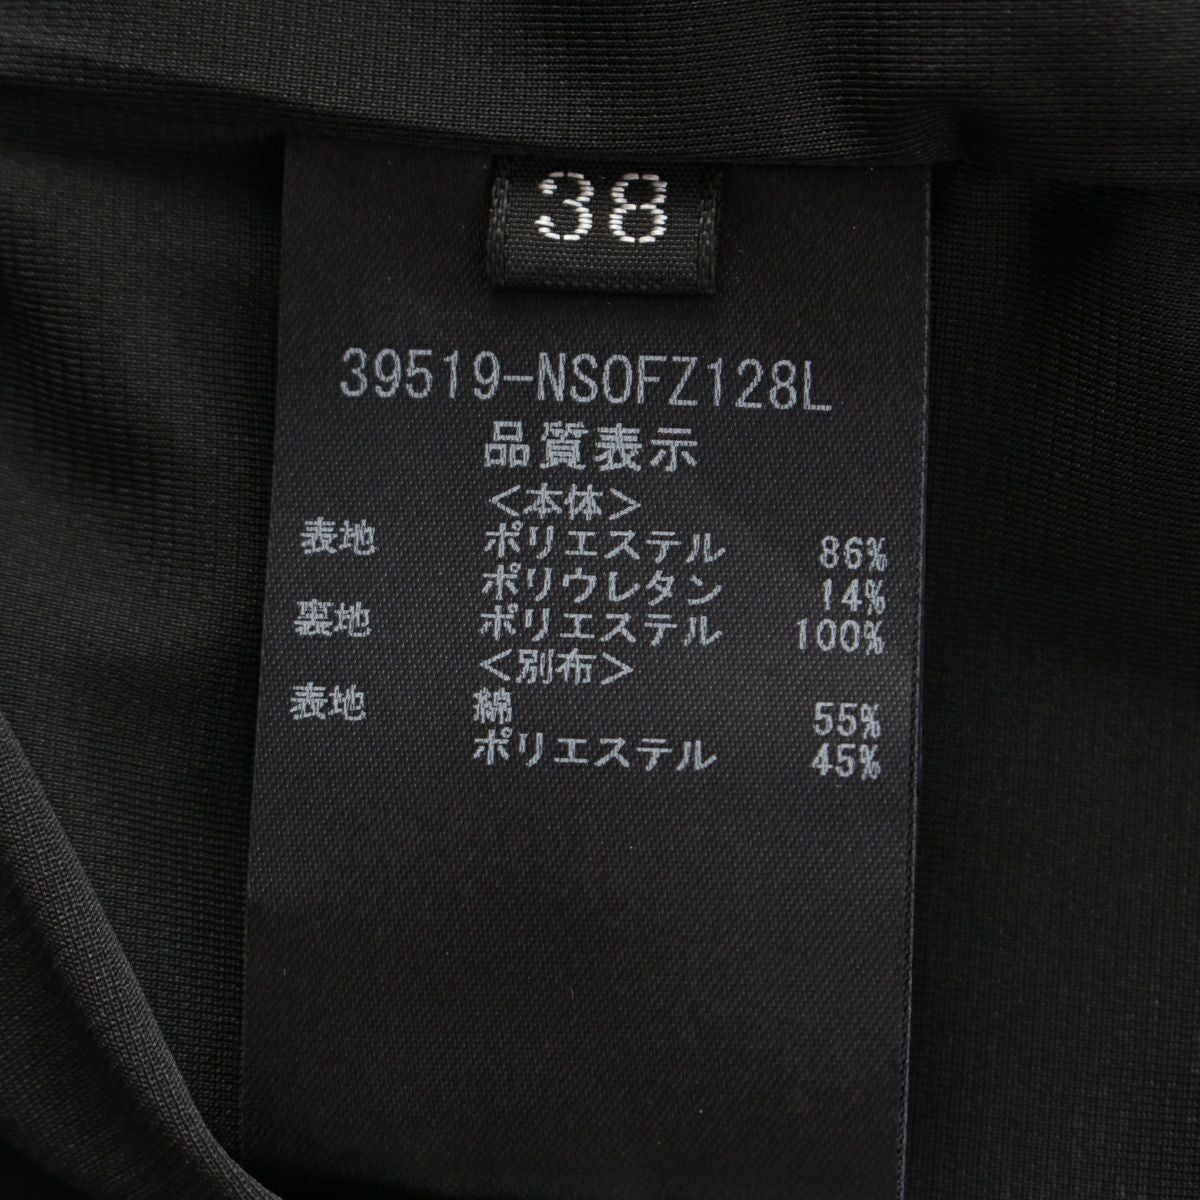 38
39519-NSOFZ128L
品質表示
<本体>
表地 ポリエステル 86%
ポリウレタン 14%
裏地 ポリエステル 100%
<別布>
表地 綿 55%
ポリエステル 45%